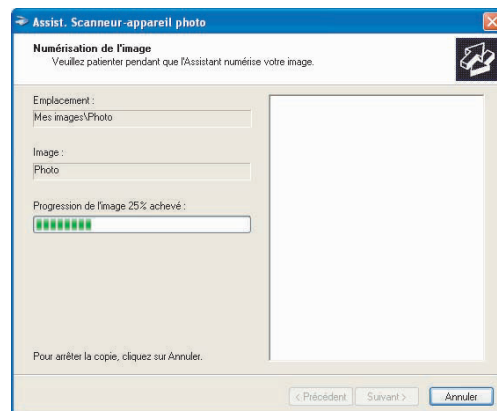 Assist. Scanneur-appareil photo
Numérisation de l'image
Veuillez patienter pendant que l'Assistant numérise votre image.
Emplacement :
Mes images\Photo
Image :
Photo
Progression de l'image 25% achevé :
Pour arrêter la copie, cliquez sur Annuler.
< Précédent Suivant > Annuler